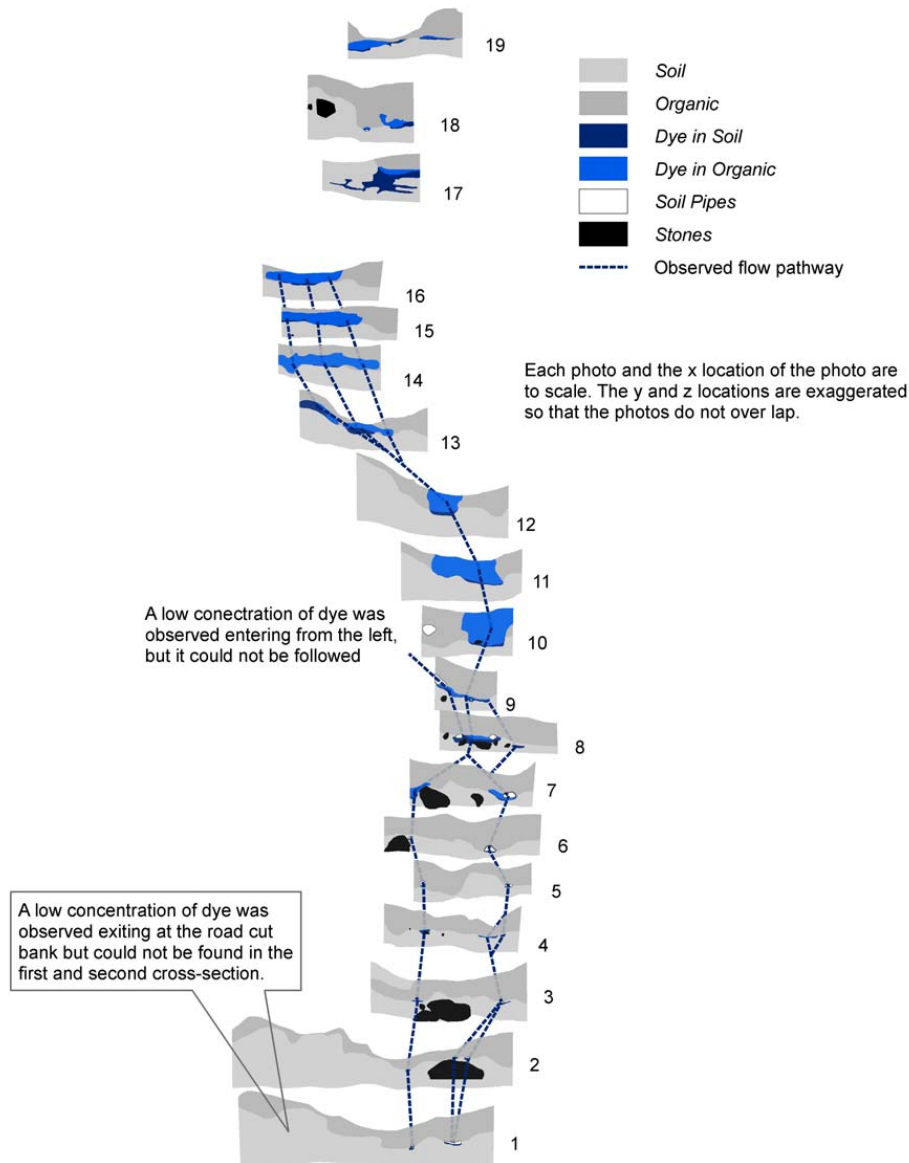 19
Soil
Organic
18
Dye in Soil
Dye in Organic
17
Soil Pipes
Stones
Observed flow pathway
16
15
Each photo and the x location of the photo are
to scale. The y and z locations are exaggerated
so that the photos do not over lap.
14
13
12
11
A low conectration of dye was
observed entering from the left,
but it could not be followed
10
9
8
7
6
5
A low concentration of dye was
observed exiting at the road cut
bank but could not be found in the
first and second cross-section.
4
3
2
1